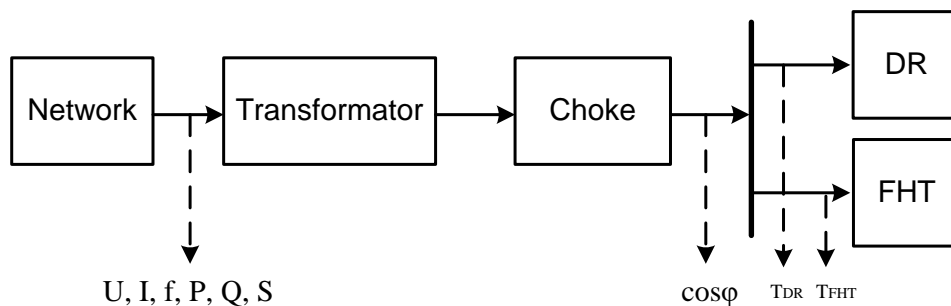 Network
Transformator
Choke
DR
FHT
U, I, f, P, Q, S
cosφ
TDR
TFHT